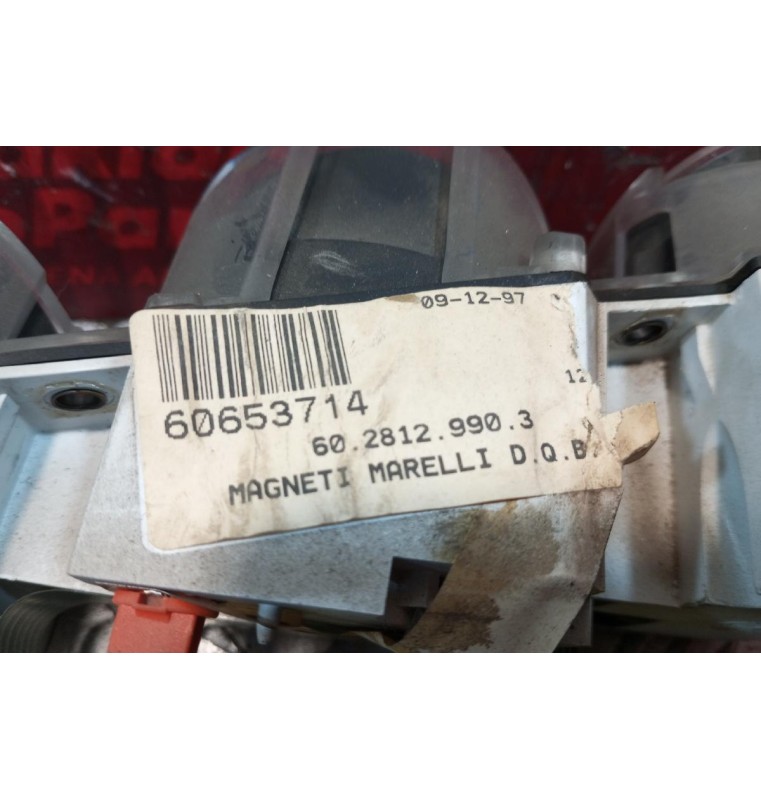 09-12-97
12
60653714
60.2812.990.3
MAGNETI MARELLI D.Q.B.